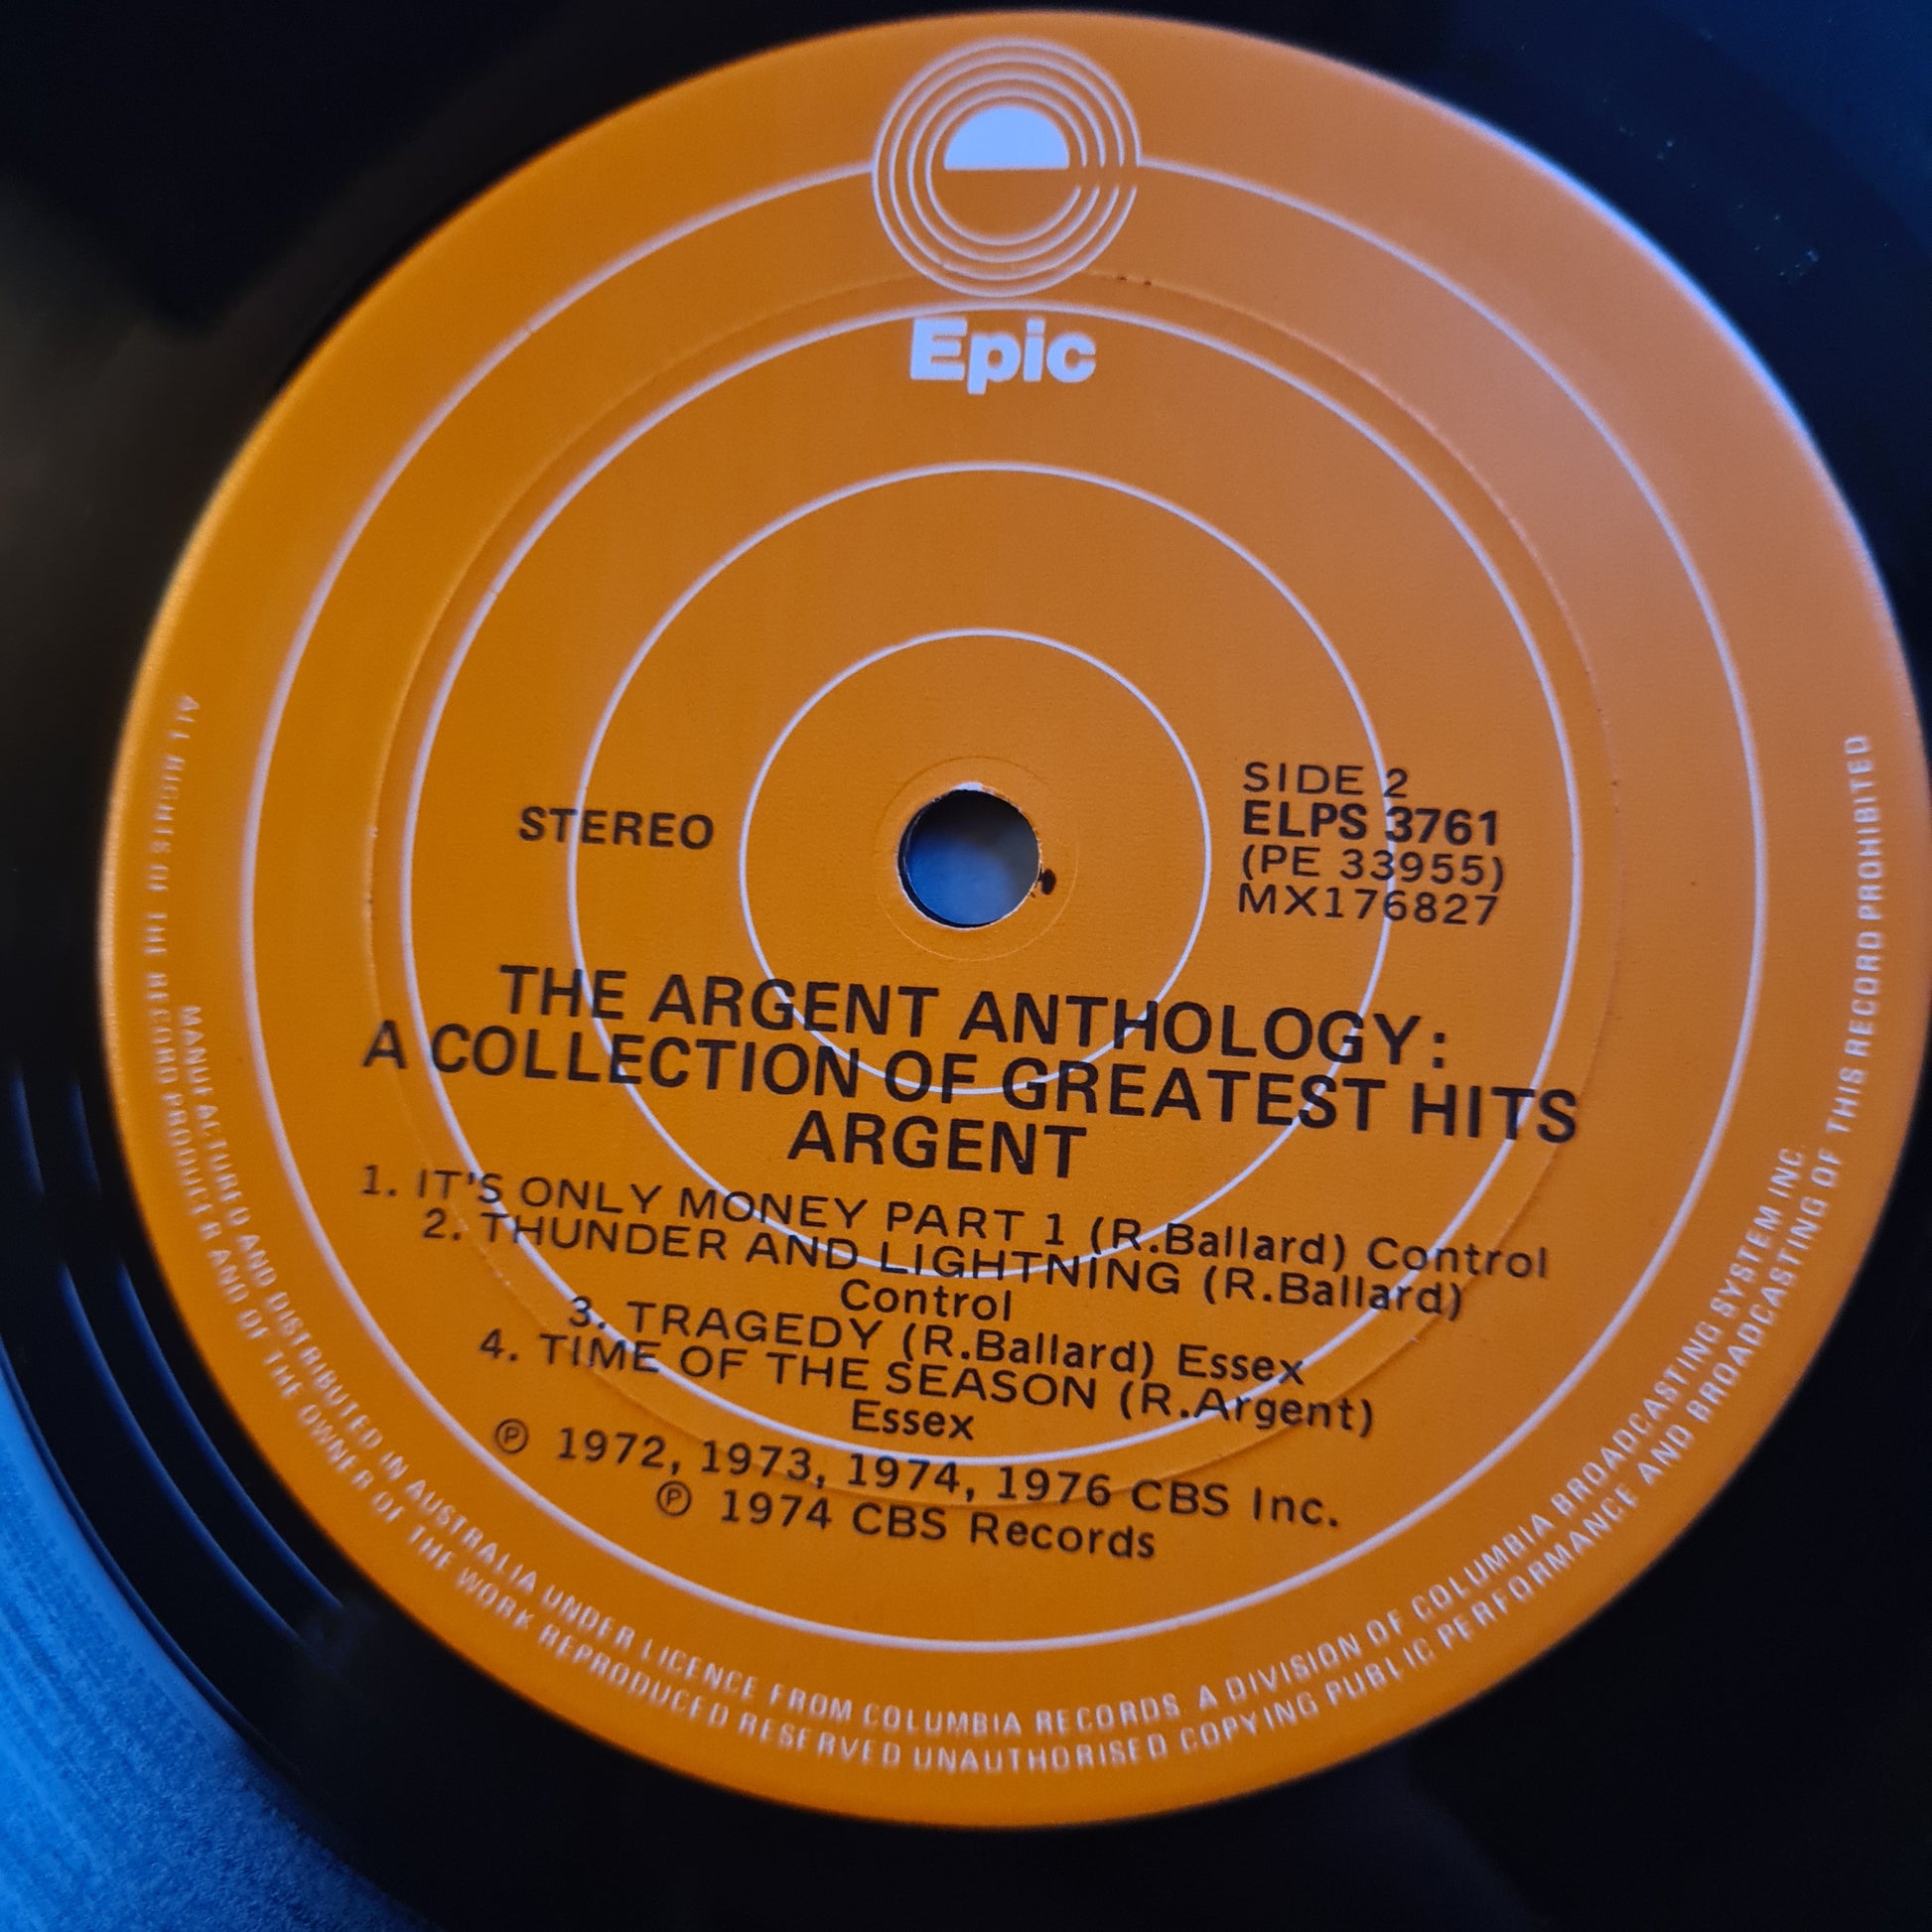 Epic
STEREO
SIDE 2
ELPS 3761
(PE 33955)
MX176827
THE ARGENT ANTHOLOGY:
A COLLECTION OF GREATEST HITS
ARGENT
1. IT'S ONLY MONEY PART 1 (R.Ballard) Control
2. THUNDER AND LIGHTNING (R.Ballard)
Control
3. TRAGEDY (R.Ballard) Essex
4. TIME OF THE SEASON (R.Argent)
Essex
℗ 1972, 1973, 1974, 1976 CBS Inc.
℗ 1974 CBS Records
MANUFACTURED AND DISTRIBUTED IN AUSTRALIA UNDER LICENCE FROM COLUMBIA RECORDS A DIVISION OF COLUMBIA BROADCASTING SYSTEM INC.
ALL RIGHTS OF THE RECORD PRODUCER AND OF THE OWNER OF THE WORK REPRODUCED RESERVED UNAUTHORISED COPYING PUBLIC PERFORMANCE AND BROADCASTING OF THIS RECORD PROHIBITED